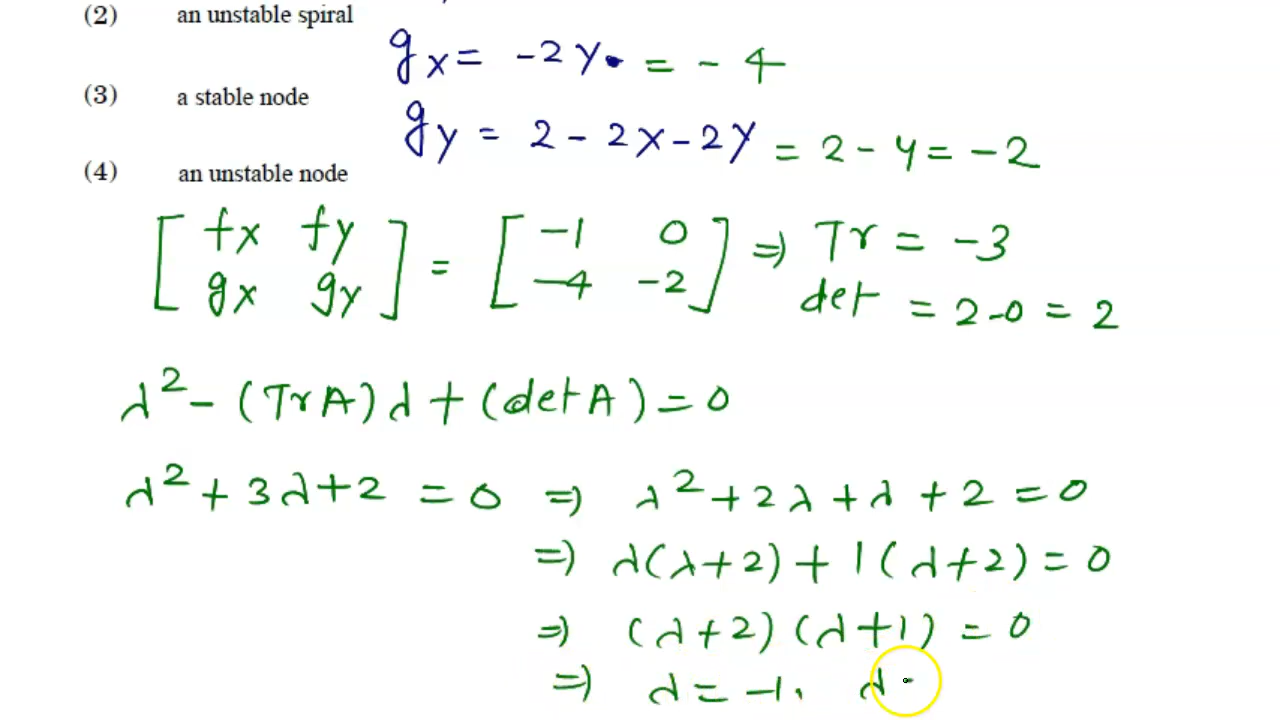 (2) an unstable spiral
gx = -2y. = - 4
(3) a stable node
gy = 2 - 2x - 2y = 2 - 4 = -2
(4) an unstable node
[ fx fy ] = [ -1 0 ] => Tr = -3
[ gx gy ] [ -4 -2 ] det = 2-0 = 2
λ² - (TrA)λ + (detA) = 0
λ² + 3λ + 2 = 0 => λ² + 2λ + λ + 2 = 0
=> λ(λ+2) + 1(λ+2) = 0
=> (λ+2)(λ+1) = 0
=> λ = -1, λ